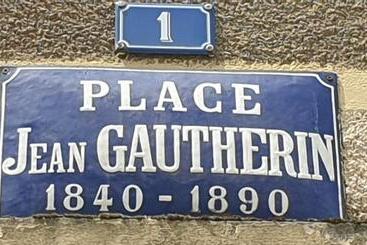 1
PLACE
JEAN GAUTHERIN
1840 - 1890